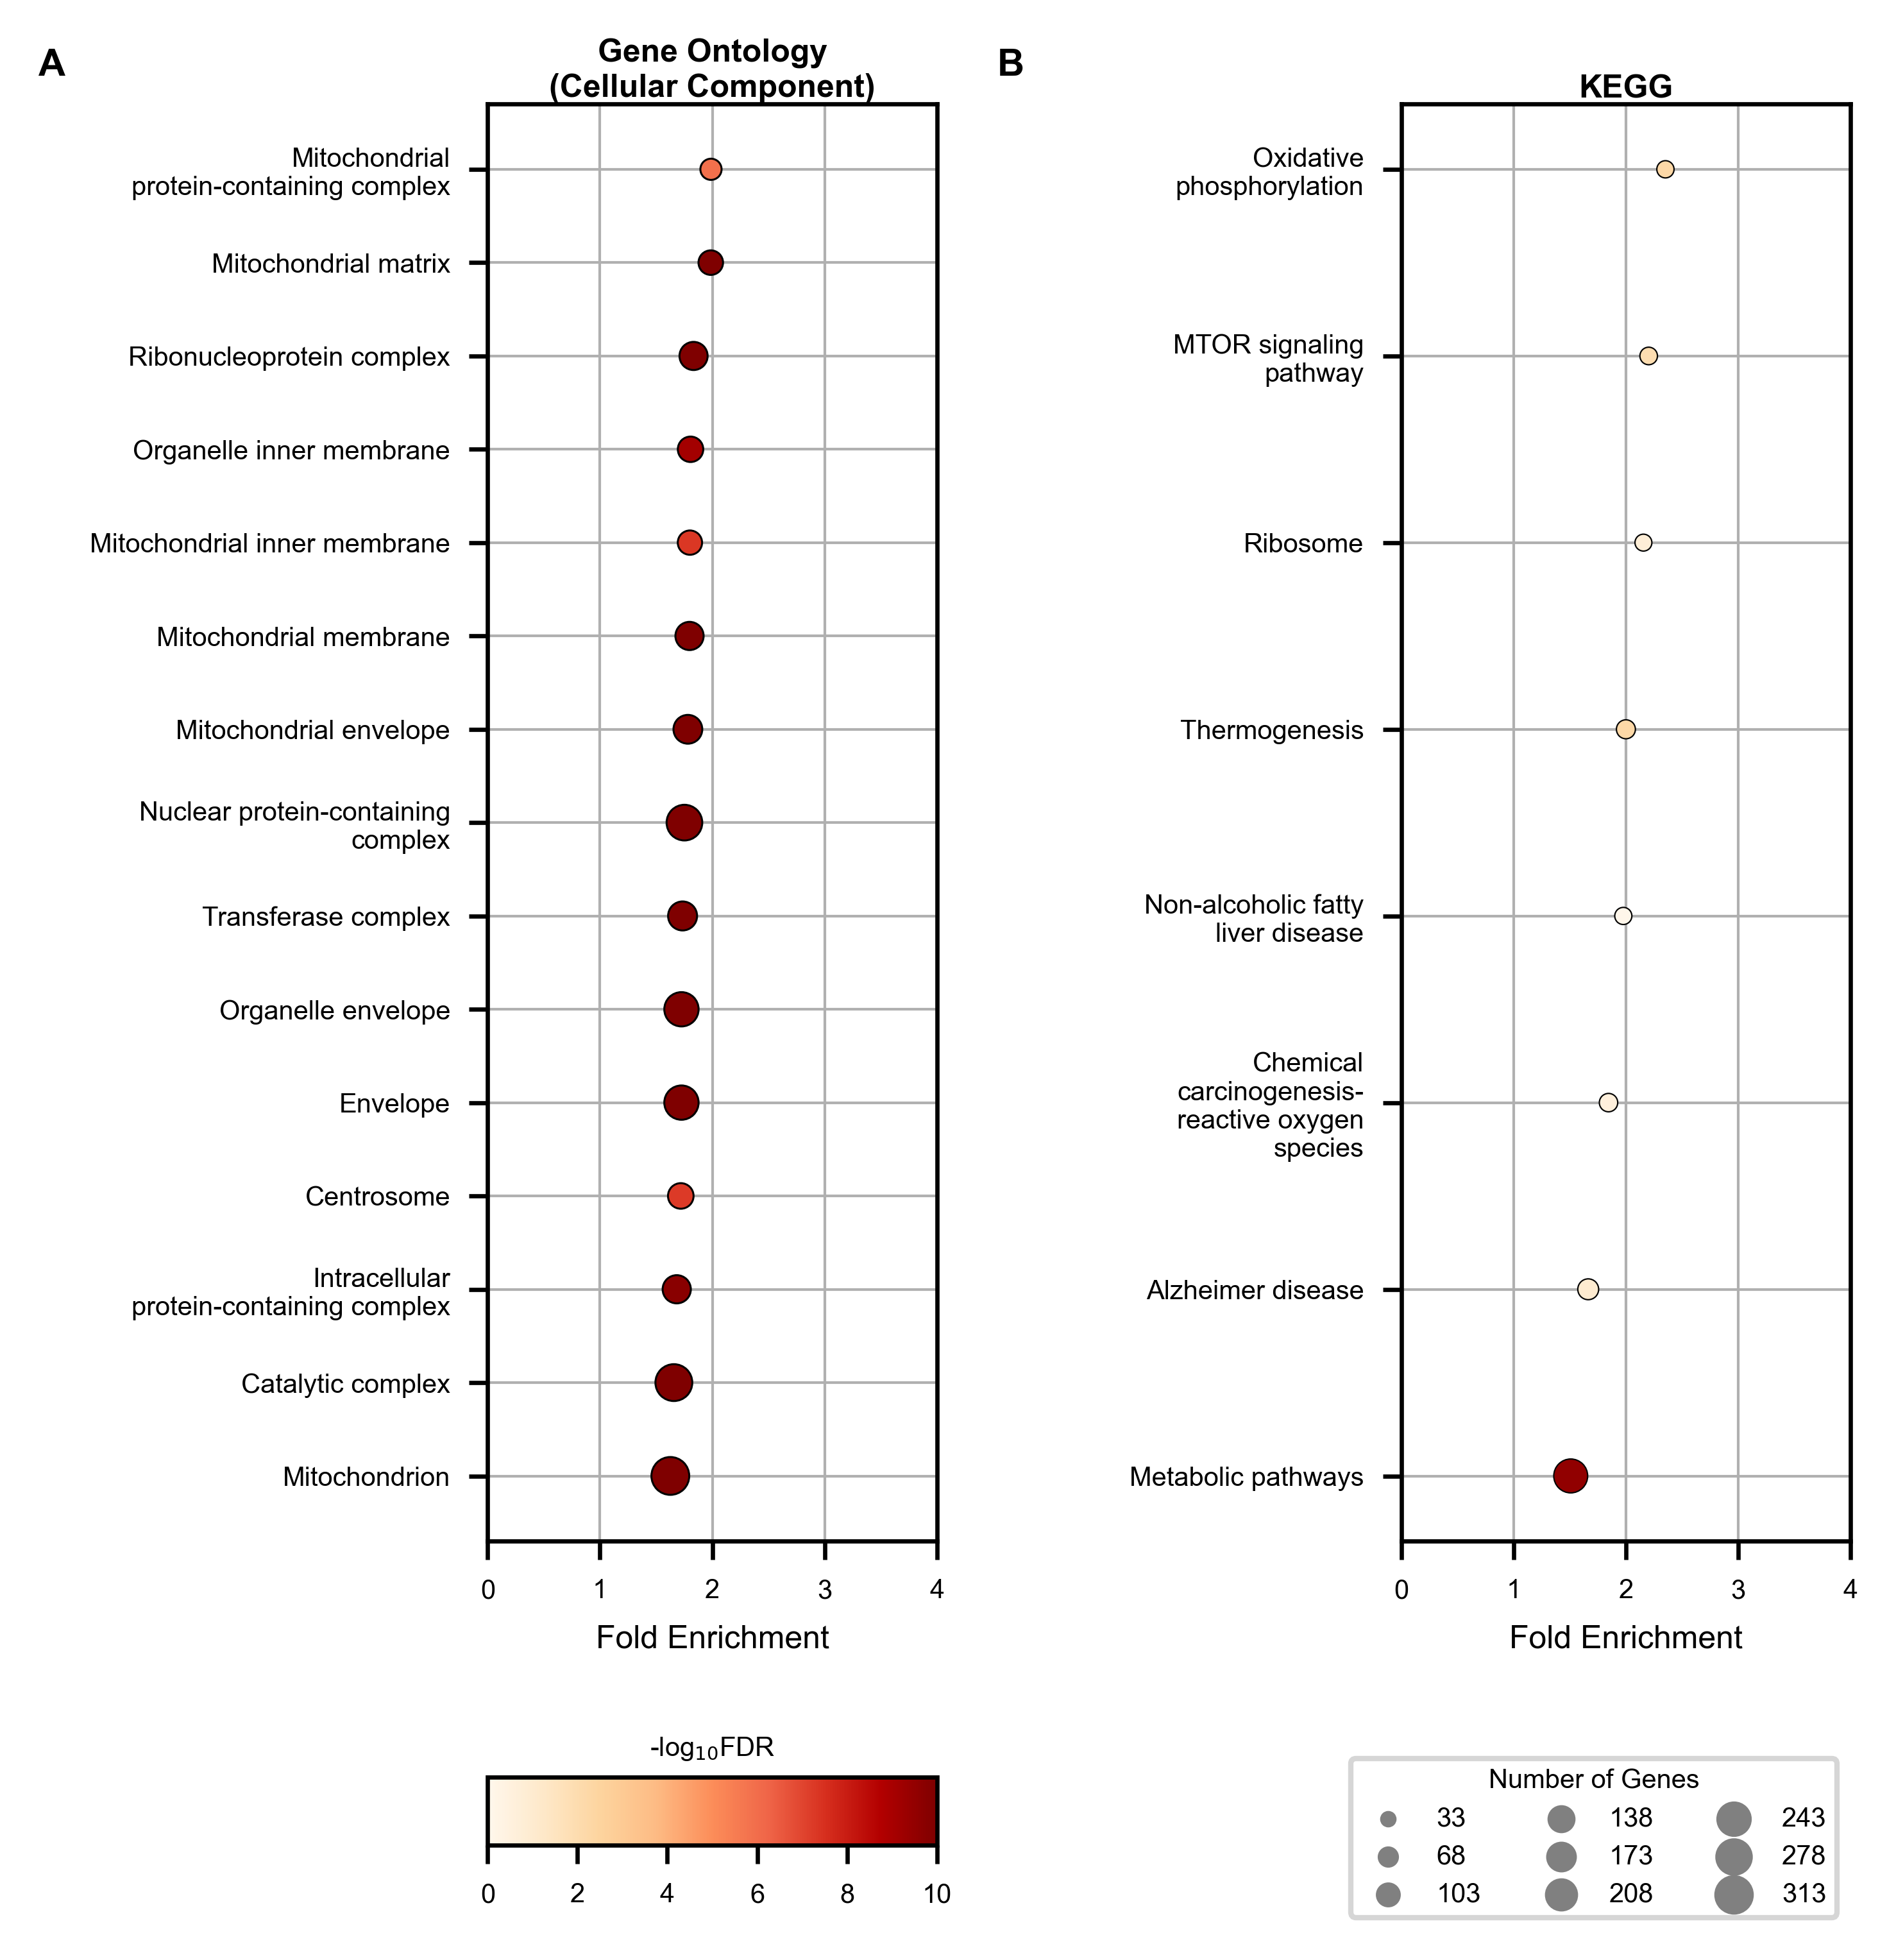 A
Gene Ontology
(Cellular Component)
Mitochondrial
protein-containing complex
Mitochondrial matrix
Ribonucleoprotein complex
Organelle inner membrane
Mitochondrial inner membrane
Mitochondrial membrane
Mitochondrial envelope
Nuclear protein-containing
complex
Transferase complex
Organelle envelope
Envelope
Centrosome
Intracellular
protein-containing complex
Catalytic complex
Mitochondrion
0 1 2 3 4
Fold Enrichment
B
KEGG
Oxidative
phosphorylation
MTOR signaling
pathway
Ribosome
Thermogenesis
Non-alcoholic fatty
liver disease
Chemical
carcinogenesis-
reactive oxygen
species
Alzheimer disease
Metabolic pathways
0 1 2 3 4
Fold Enrichment
-log₁₀FDR
0 2 4 6 8 10
Number of Genes
33 138 243
68 173 278
103 208 313